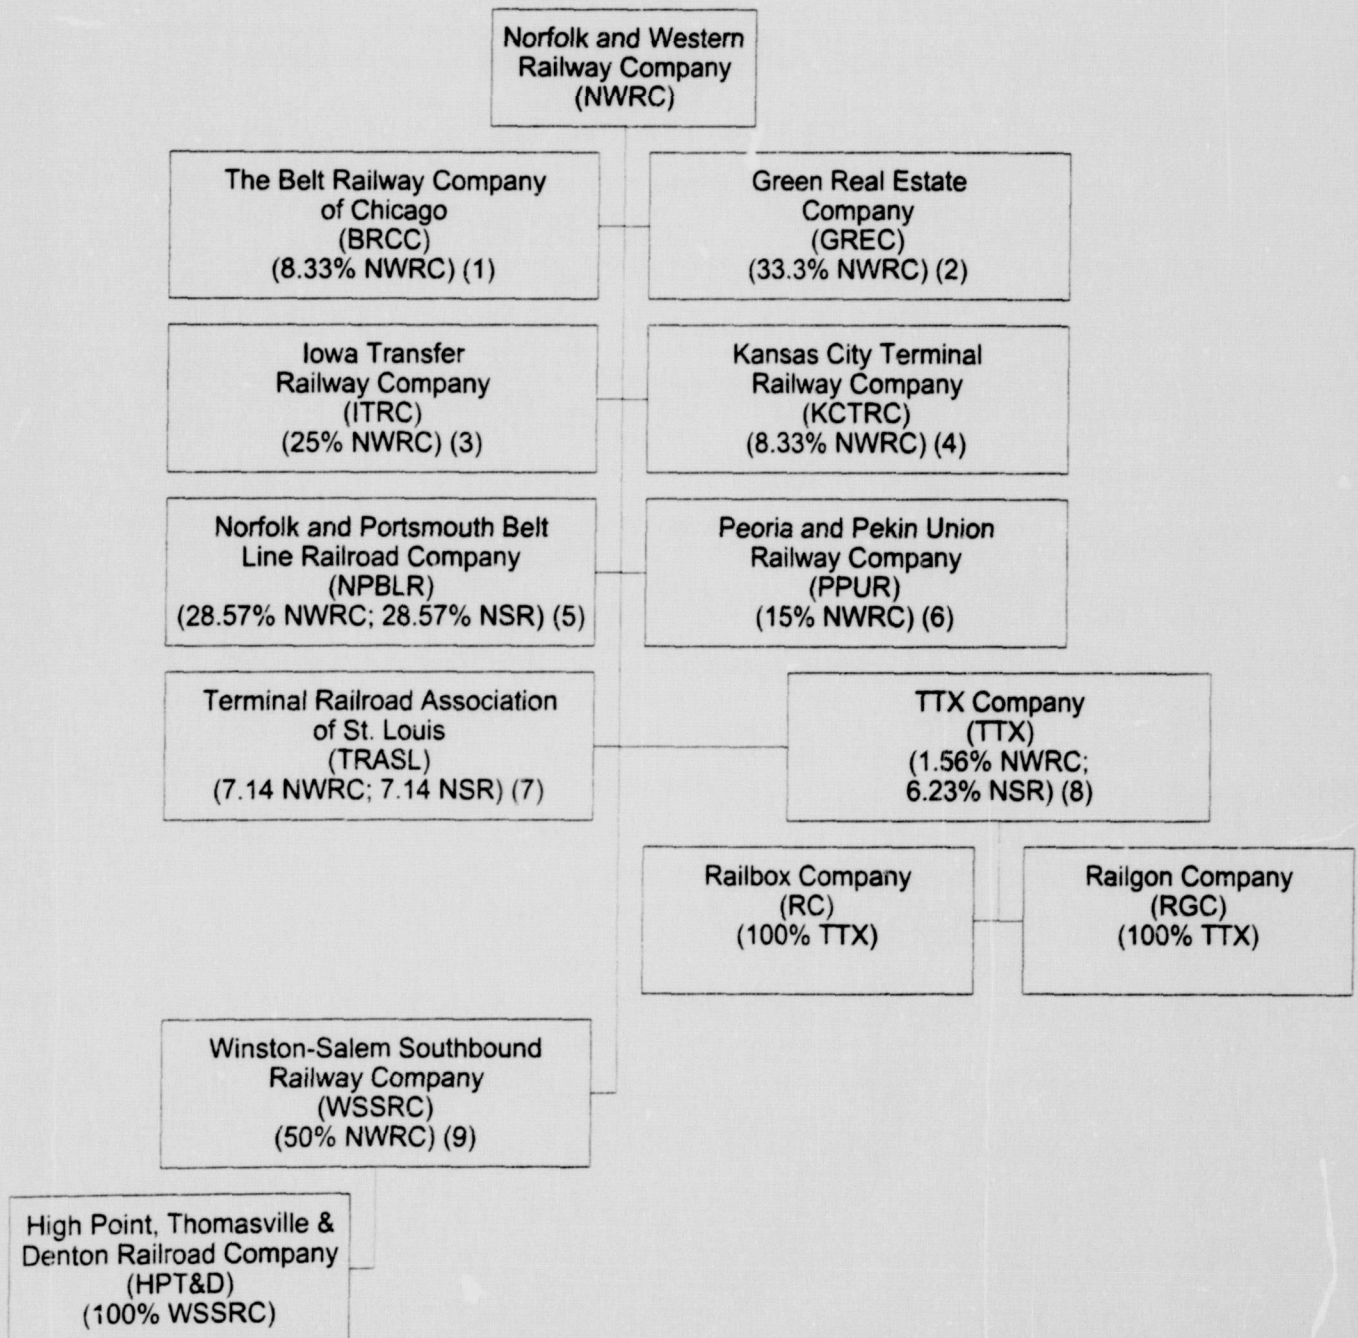 Norfolk and Western
Railway Company
(NWRC)
The Belt Railway Company
of Chicago
(BRCC)
(8.33% NWRC) (1)
Green Real Estate
Company
(GREC)
(33.3% NWRC) (2)
Iowa Transfer
Railway Company
(ITRC)
(25% NWRC) (3)
Kansas City Terminal
Railway Company
(KCTRC)
(8.33% NWRC) (4)
Norfolk and Portsmouth Belt
Line Railroad Company
(NPBLR)
(28.57% NWRC; 28.57% NSR) (5)
Peoria and Pekin Union
Railway Company
(PPUR)
(15% NWRC) (6)
Terminal Railroad Association
of St. Louis
(TRASL)
(7.14 NWRC; 7.14 NSR) (7)
TTX Company
(TTX)
(1.56% NWRC;
6.23% NSR) (8)
Railbox Company
(RC)
(100% TTX)
Railgon Company
(RGC)
(100% TTX)
Winston-Salem Southbound
Railway Company
(WSSRC)
(50% NWRC) (9)
High Point, Thomasville &
Denton Railroad Company
(HPT&D)
(100% WSSRC)